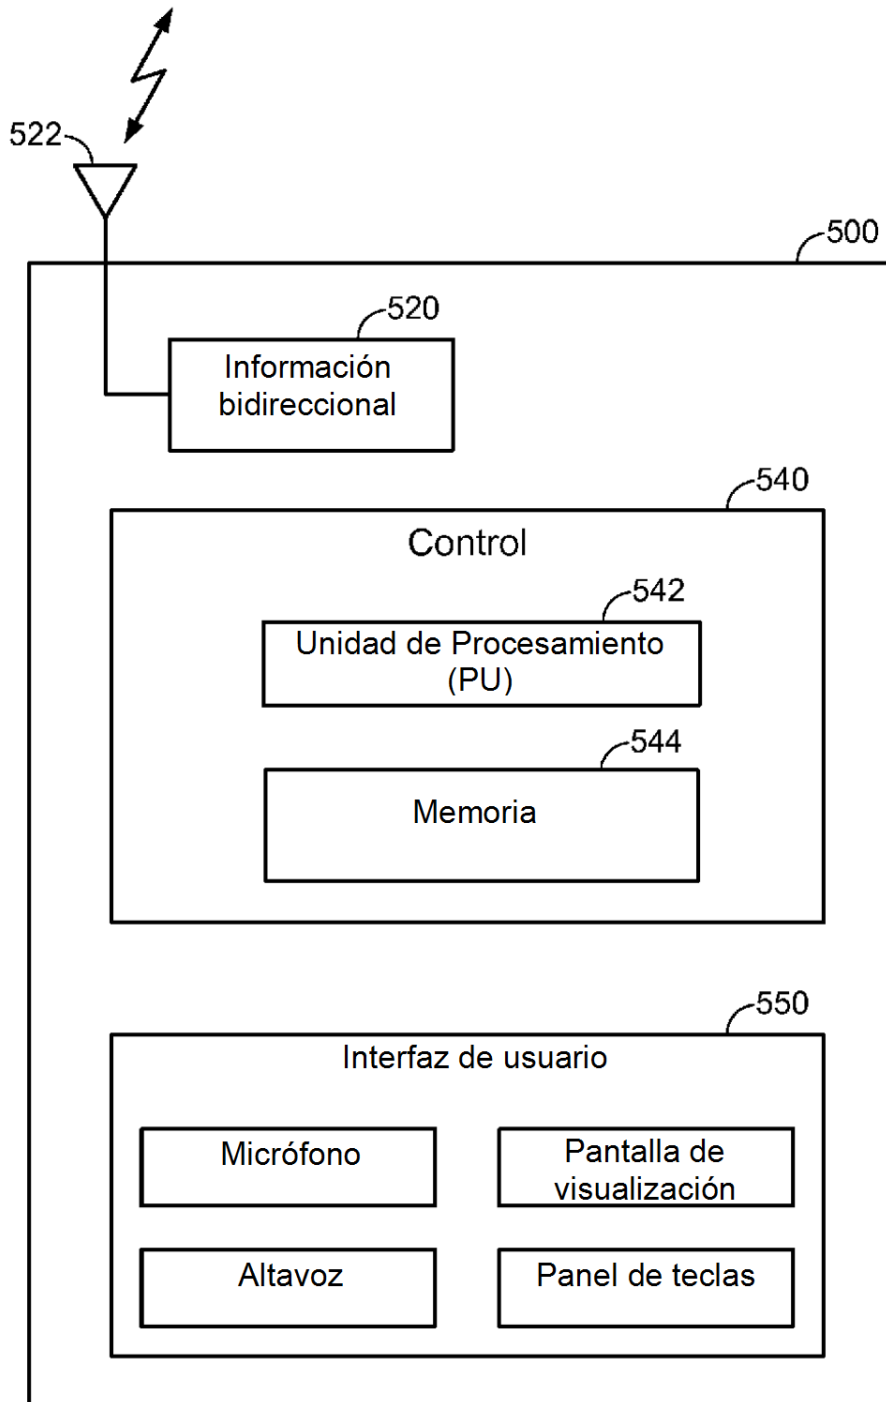 522
500
520
Información
bidireccional
540
Control
542
Unidad de Procesamiento
(PU)
544
Memoria
550
Interfaz de usuario
Micrófono
Pantalla de
visualización
Altavoz
Panel de teclas